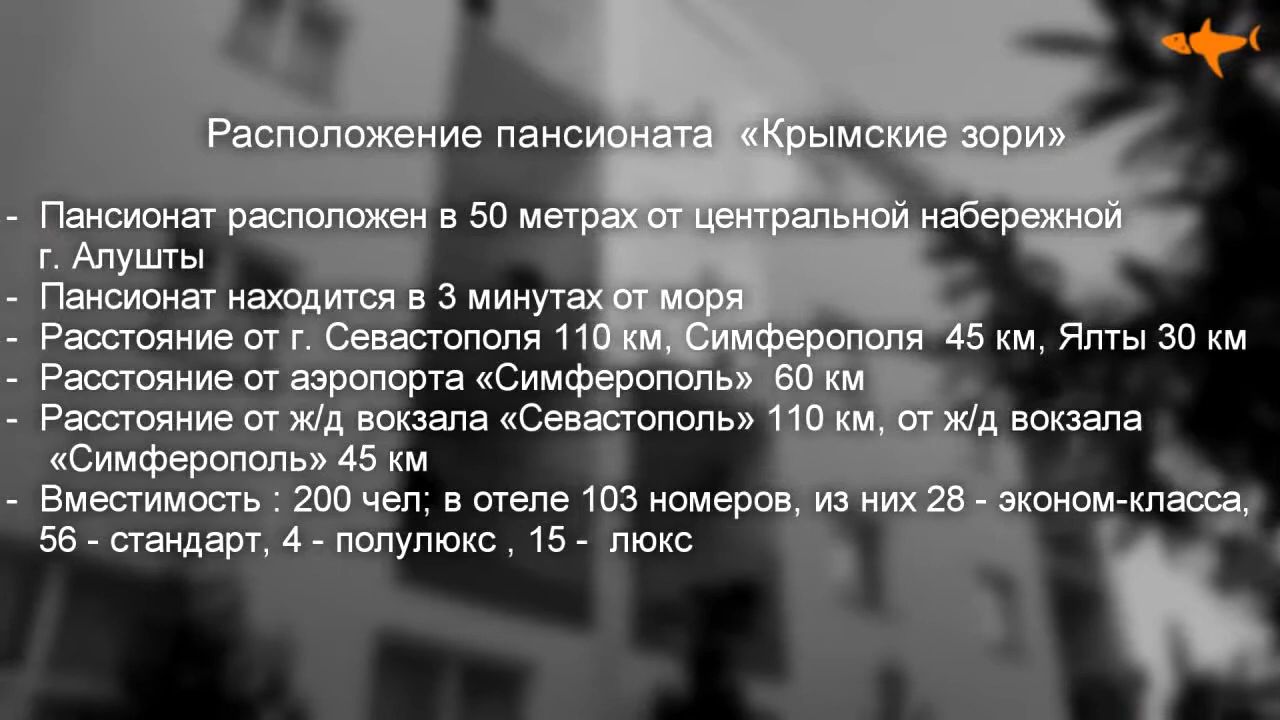 Расположение пансионата «Крымские зори»
- Пансионат расположен в 50 метрах от центральной набережной
г. Алушты
- Пансионат находится в 3 минутах от моря
- Расстояние от г. Севастополя 110 км, Симферополя 45 км, Ялты 30 км
- Расстояние от аэропорта «Симферополь» 60 км
- Расстояние от ж/д вокзала «Севастополь» 110 км, от ж/д вокзала
«Симферополь» 45 км
- Вместимость : 200 чел; в отеле 103 номеров, из них 28 - эконом-класса,
56 - стандарт, 4 - полулюкс , 15 - люкс